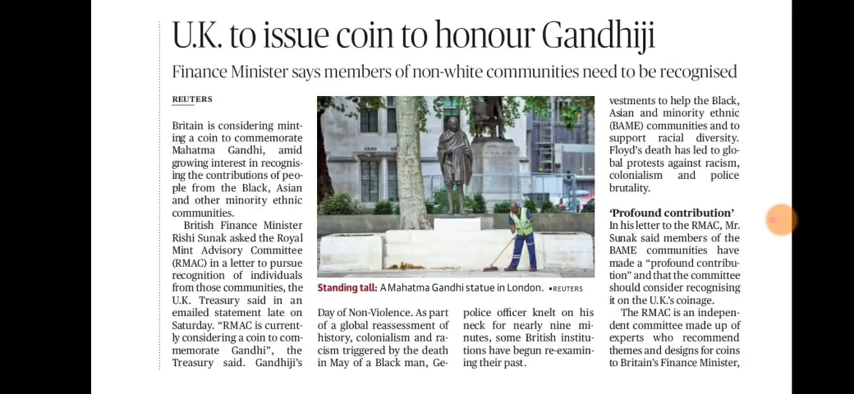 U.K. to issue coin to honour Gandhiji
Finance Minister says members of non-white communities need to be recognised
REUTERS
Britain is considering mint-
ing a coin to commemorate
Mahatma Gandhi, amid
growing interest in recognis-
ing the contributions of peo-
ple from the Black, Asian
and other minority ethnic
communities.
British Finance Minister
Rishi Sunak asked the Royal
Mint Advisory Committee
(RMAC) in a letter to pursue
recognition of individuals
from those communities, the
U.K. Treasury said in an
emailed statement late on
Saturday. “RMAC is current-
ly considering a coin to com-
memorate Gandhi”, the
Treasury said. Gandhiji’s
Standing tall: A Mahatma Gandhi statue in London. •REUTERS
Day of Non-Violence. As part
of a global reassessment of
history, colonialism and ra-
cism triggered by the death
in May of a Black man, Ge-
police officer knelt on his
neck for nearly nine mi-
nutes, some British institu-
tions have begun re-examin-
ing their past.
vestments to help the Black,
Asian and minority ethnic
(BAME) communities and to
support racial diversity.
Floyd’s death has led to glo-
bal protests against racism,
colonialism and police
brutality.
‘Profound contribution’
In his letter to the RMAC, Mr.
Sunak said members of the
BAME communities have
made a “profound contribu-
tion” and that the committee
should consider recognising
it on the U.K.’s coinage.
The RMAC is an indepen-
dent committee made up of
experts who recommend
themes and designs for coins
to Britain’s Finance Minister,